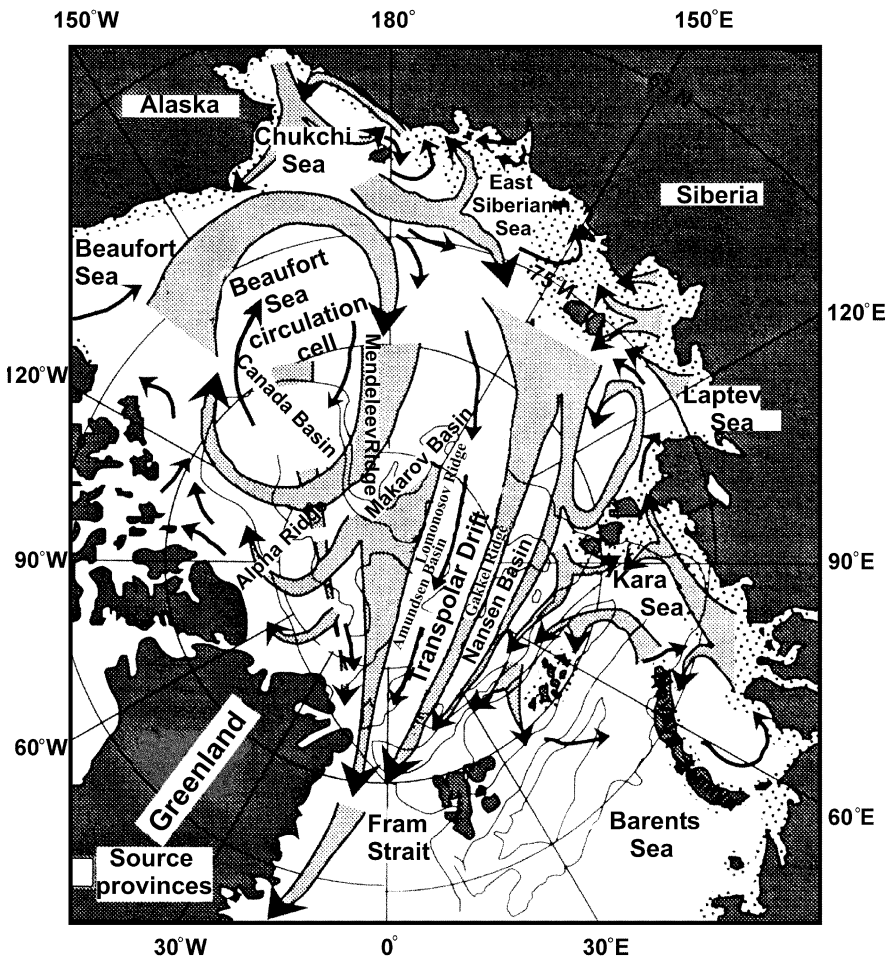 150°W
180°
150°E
Alaska
Chukchi
Sea
East
Siberian
Sea
Siberia
Beaufort
Sea
Beaufort
Sea
circulation
cell
75°N
120°E
120°W
Canada Basin
Mendeleev Ridge
Makarov Basin
Laptev
Sea
Lomonosov Ridge
Alpha Ridge
90°W
Amundsen Basin
Transpolar Drift
Gakkel Ridge
Nansen Basin
Kara
Sea
90°E
60°W
Greenland
Fram
Strait
Barents
Sea
60°E
Source
provinces
30°W
0°
30°E